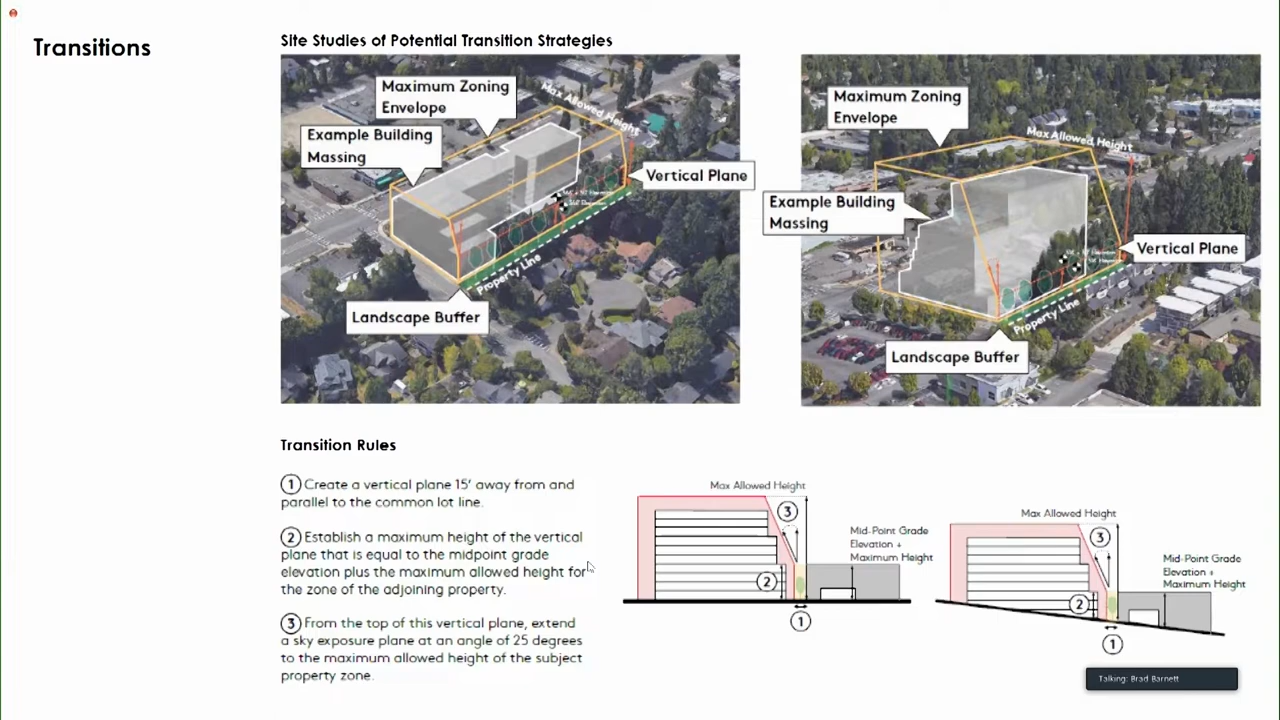 Transitions
Site Studies of Potential Transition Strategies
Maximum Zoning
Envelope
Example Building
Massing
Max Allowed Height
Vertical Plane
Property Line
Landscape Buffer
Maximum Zoning
Envelope
Max Allowed Height
Example Building
Massing
Vertical Plane
Property Line
Landscape Buffer
Transition Rules
1 Create a vertical plane 15' away from and
parallel to the common lot line.
2 Establish a maximum height of the vertical
plane that is equal to the midpoint grade
elevation plus the maximum allowed height for
the zone of the adjoining property.
3 From the top of this vertical plane, extend
a sky exposure plane at an angle of 25 degrees
to the maximum allowed height of the subject
property zone.
Max Allowed Height
3
Mid-Point Grade
Elevation +
Maximum Height
2
1
Max Allowed Height
3
Mid-Point Grade
Elevation +
Maximum Height
2
1
Talking: Brad Barnett